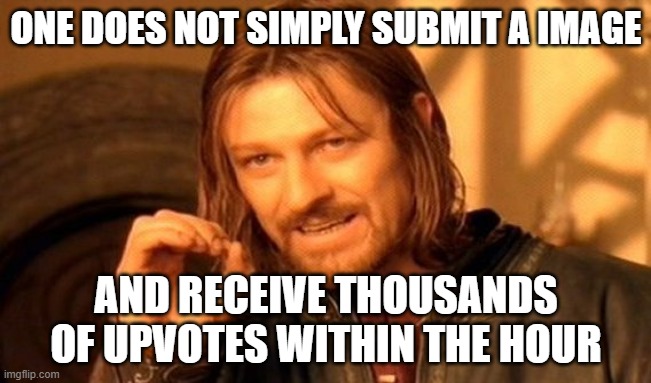 ONE DOES NOT SIMPLY SUBMIT A IMAGE
AND RECEIVE THOUSANDS
OF UPVOTES WITHIN THE HOUR
imgflip.com